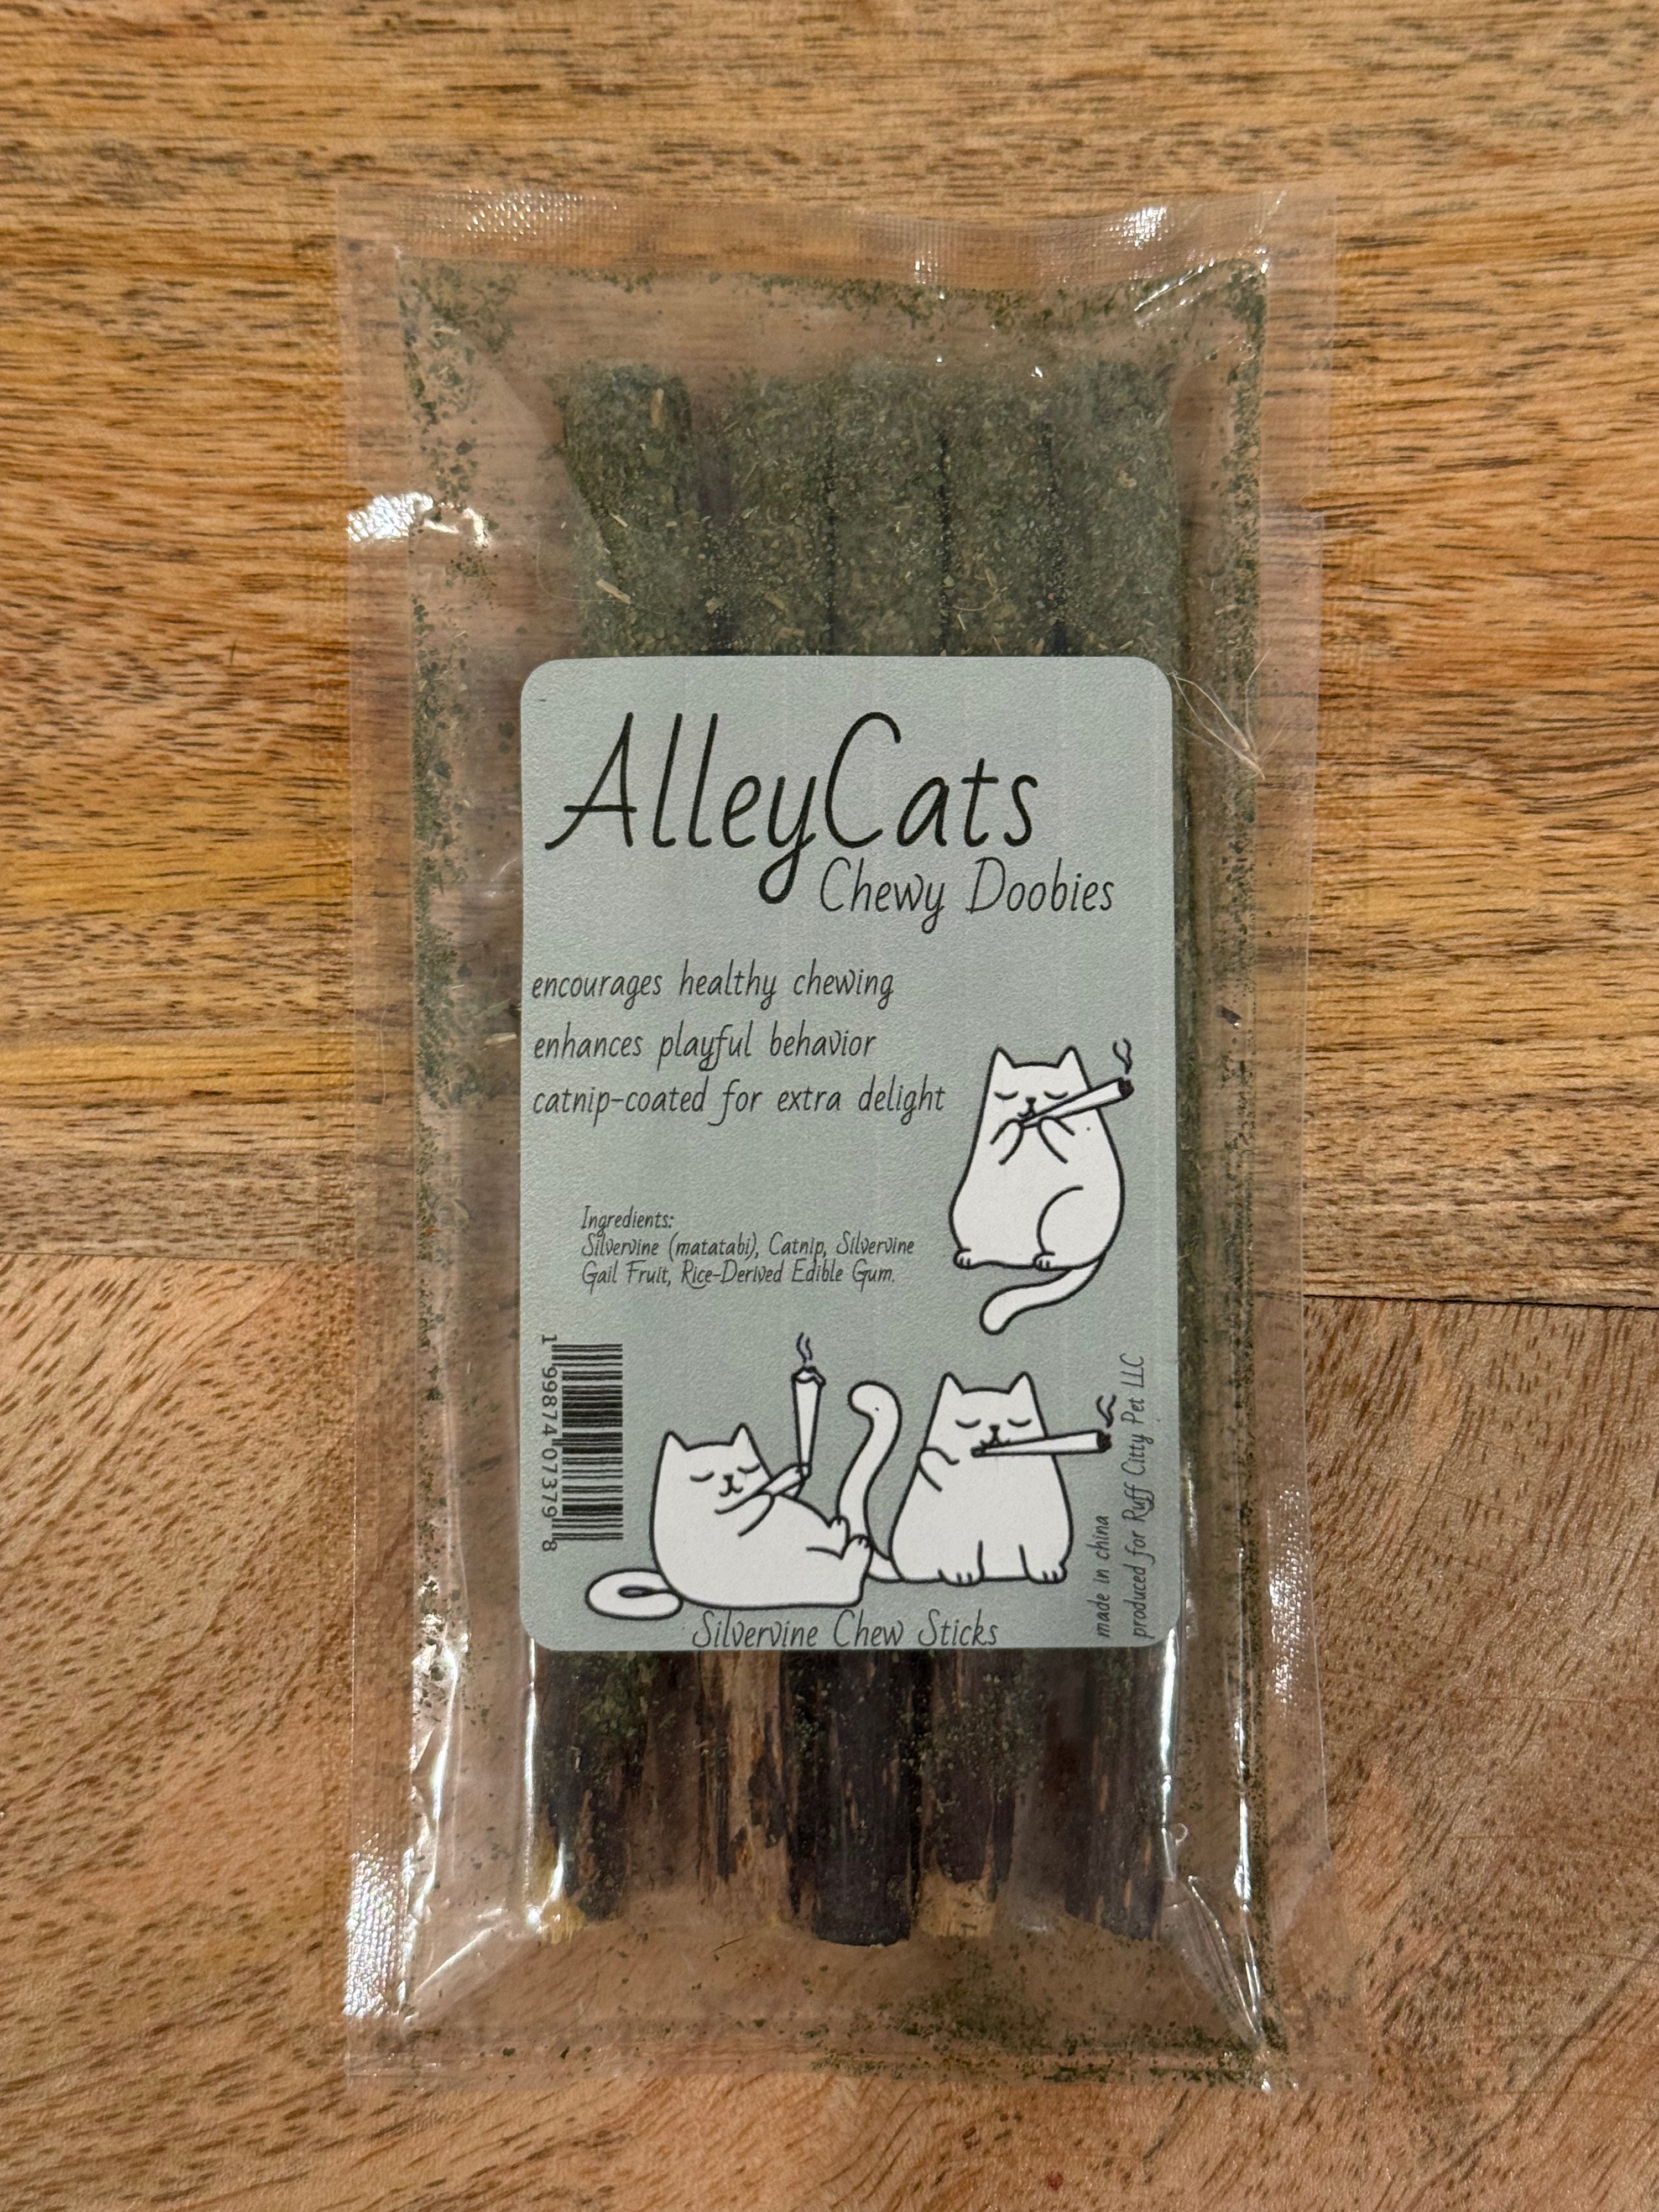 AlleyCats
Chewy Doobies
encourages healthy chewing
enhances playful behavior
catnip-coated for extra delight
Ingredients:
Silvervine (matatabi), Catnip, Silvervine
Gail Fruit, Rice-Derived Edible Gum.
1 99874 07379 8
made in china
produced for Ruff Citty Pet LLC
Silvervine Chew Sticks